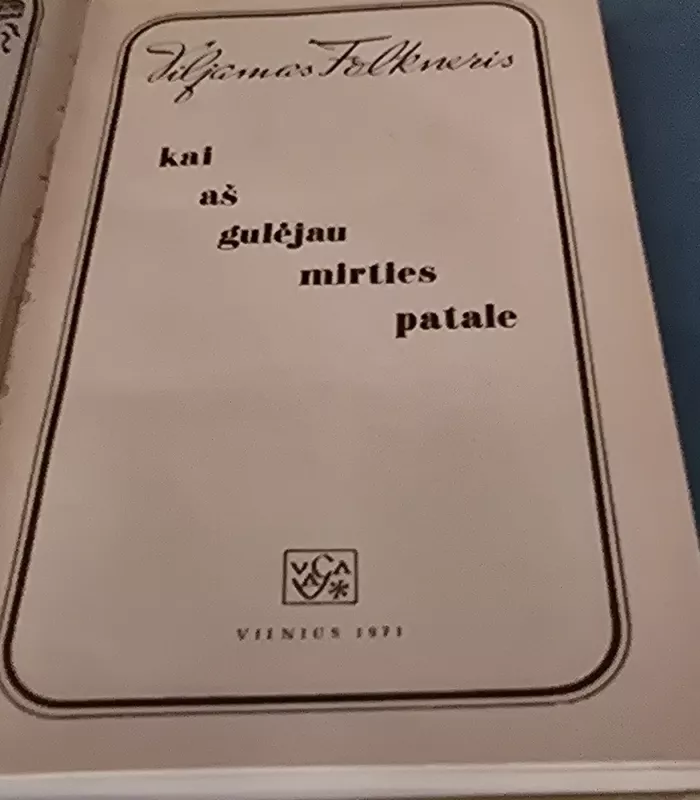 Viljamas Folkneris
kai
aš
gulėjau
mirties
patale
VAGA
VILNIUS 1971